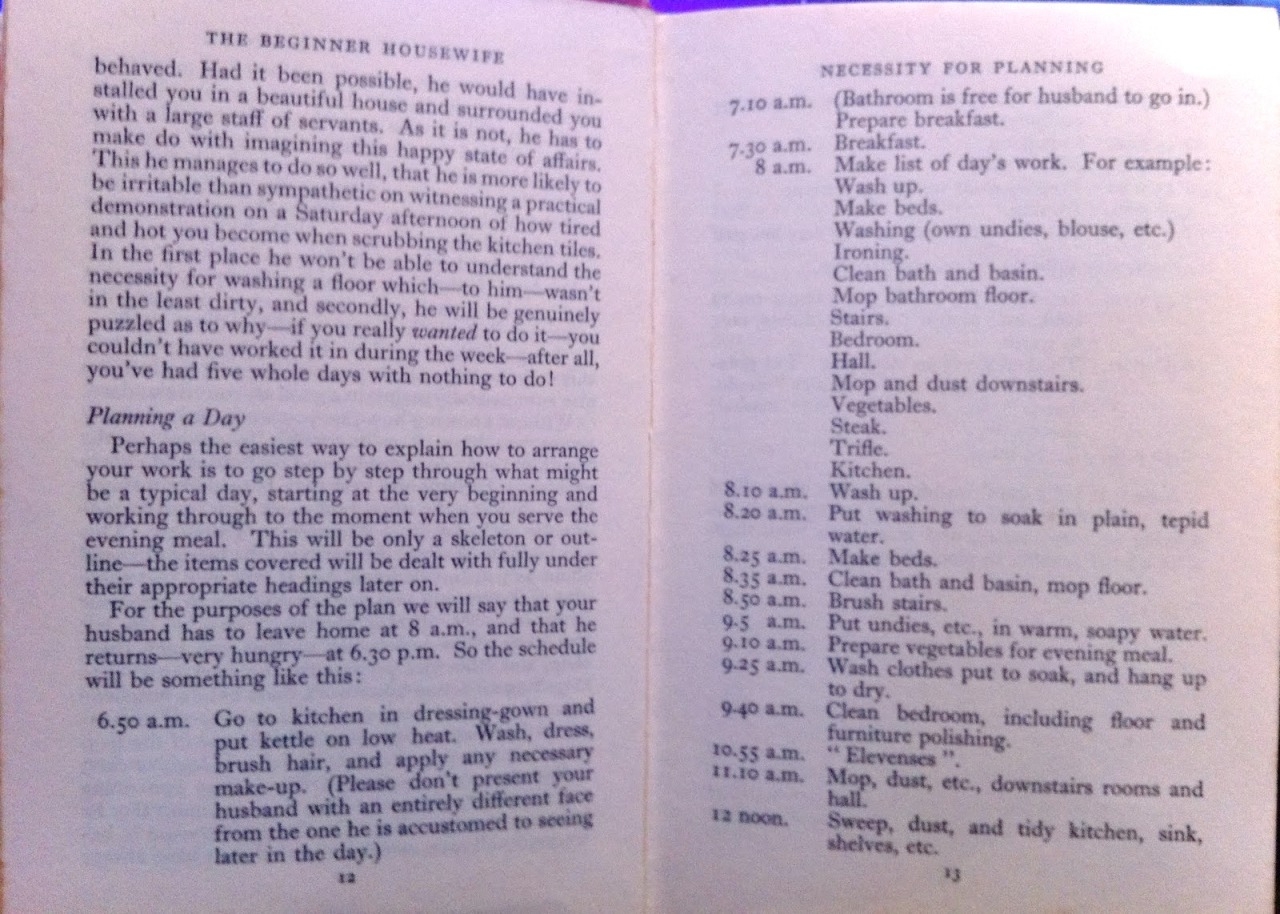 THE BEGINNER HOUSEWIFE
behaved. Had it been possible, he would have in-
stalled you in a beautiful house and surrounded you
with a large staff of servants. As it is not, he has to
make do with imagining this happy state of affairs.
This he manages to do so well, that he is more likely to
be irritable than sympathetic on witnessing a practical
demonstration on a Saturday afternoon of how tired
and hot you become when scrubbing the kitchen tiles.
In the first place he won't be able to understand the
necessity for washing a floor which—to him—wasn't
in the least dirty, and secondly, he will be genuinely
puzzled as to why—if you really wanted to do it—you
couldn't have worked it in during the week—after all,
you've had five whole days with nothing to do!
Planning a Day
Perhaps the easiest way to explain how to arrange
your work is to go step by step through what might
be a typical day, starting at the very beginning and
working through to the moment when you serve the
evening meal. This will be only a skeleton or out-
line—the items covered will be dealt with fully under
their appropriate headings later on.
For the purposes of the plan we will say that your
husband has to leave home at 8 a.m., and that he
returns—very hungry—at 6.30 p.m. So the schedule
will be something like this:
6.50 a.m. Go to kitchen in dressing-gown and
put kettle on low heat. Wash, dress,
brush hair, and apply any necessary
make-up. (Please don't present your
husband with an entirely different face
from the one he is accustomed to seeing
later in the day.)
12
NECESSITY FOR PLANNING
7.10 a.m. (Bathroom is free for husband to go in.)
Prepare breakfast.
7.30 a.m. Breakfast.
8 a.m. Make list of day's work. For example:
Wash up.
Make beds.
Washing (own undies, blouse, etc.)
Ironing.
Clean bath and basin.
Mop bathroom floor.
Stairs.
Bedroom.
Hall.
Mop and dust downstairs.
Vegetables.
Steak.
Trifle.
Kitchen.
8.10 a.m. Wash up.
8.20 a.m. Put washing to soak in plain, tepid
water.
8.25 a.m. Make beds.
8.35 a.m. Clean bath and basin, mop floor.
8.50 a.m. Brush stairs.
9.5 a.m. Put undies, etc., in warm, soapy water.
9.10 a.m. Prepare vegetables for evening meal.
9.25 a.m. Wash clothes put to soak, and hang up
to dry.
9.40 a.m. Clean bedroom, including floor and
furniture polishing.
10.55 a.m. " Elevenses ".
11.10 a.m. Mop, dust, etc., downstairs rooms and
hall.
12 noon. Sweep, dust, and tidy kitchen, sink,
shelves, etc.
13